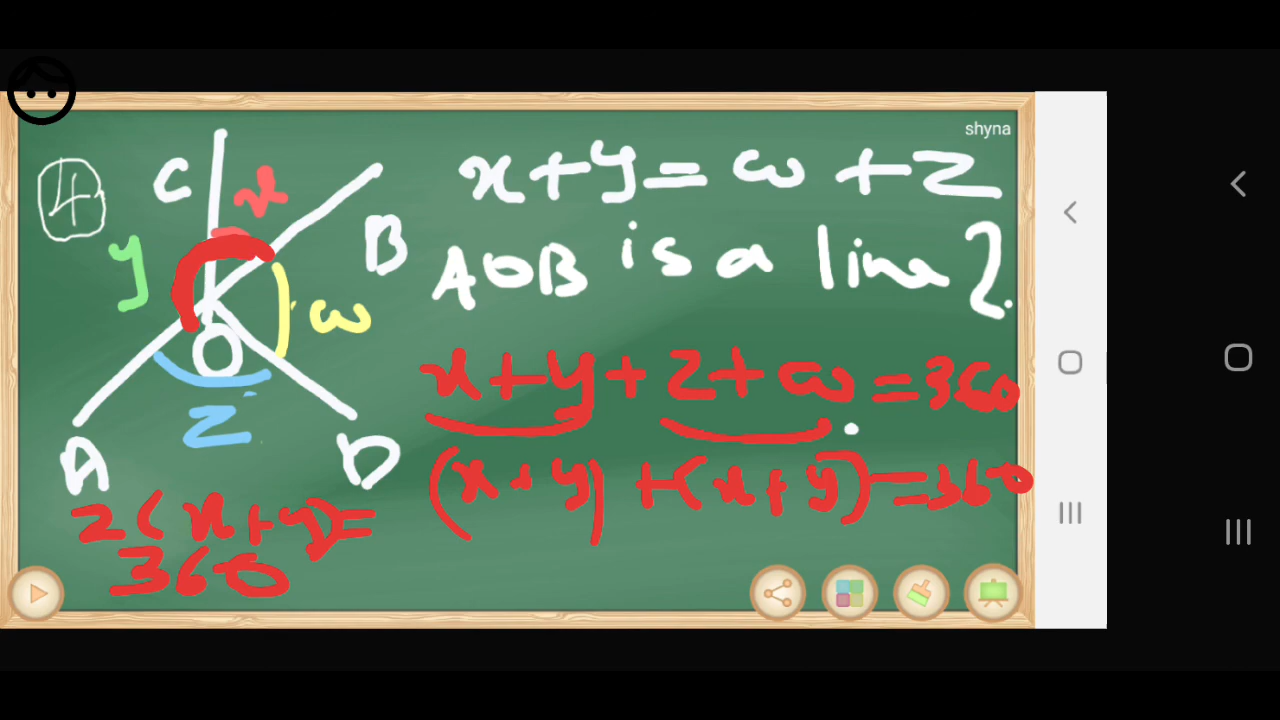 shyna
4
C
x
y
B
w
O
z
A
D
x+y=w+z
AOB is a line?
x+y+z+w=360
(x+y)+(x+y)=360
2(x+y)=
360